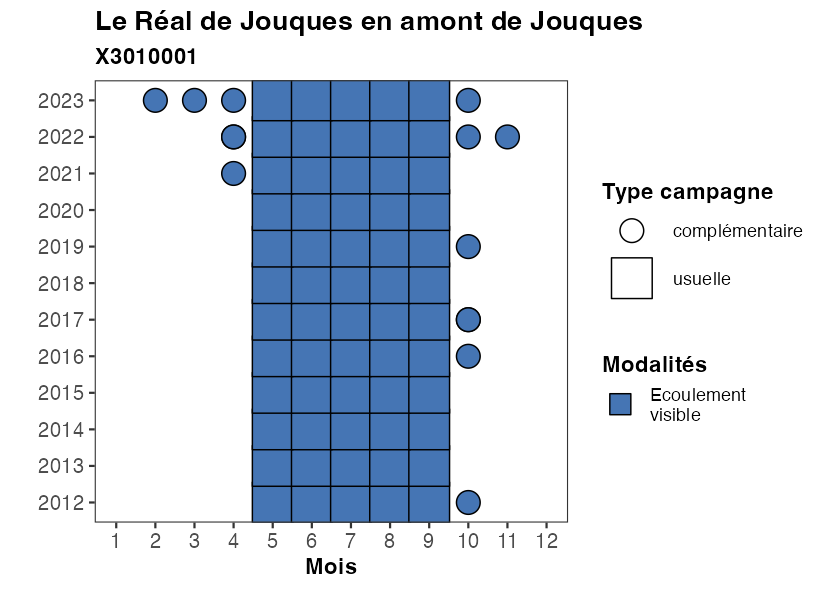 Le Réal de Jouques en amont de Jouques
X3010001
2023
2022
2021
2020
2019
2018
2017
2016
2015
2014
2013
2012
1 2 3 4 5 6 7 8 9 10 11 12
Mois
Type campagne
complémentaire
usuelle
Modalités
Ecoulement
visible